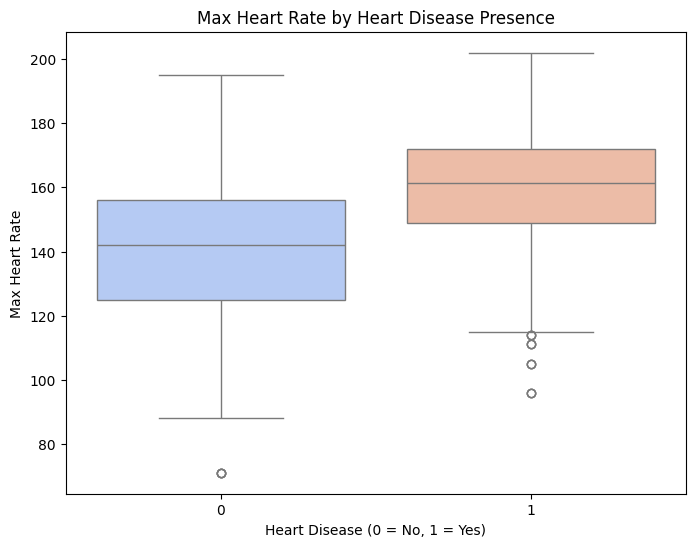 Max Heart Rate by Heart Disease Presence
200
180
160
140
120
100
80
Max Heart Rate
0 1
Heart Disease (0 = No, 1 = Yes)